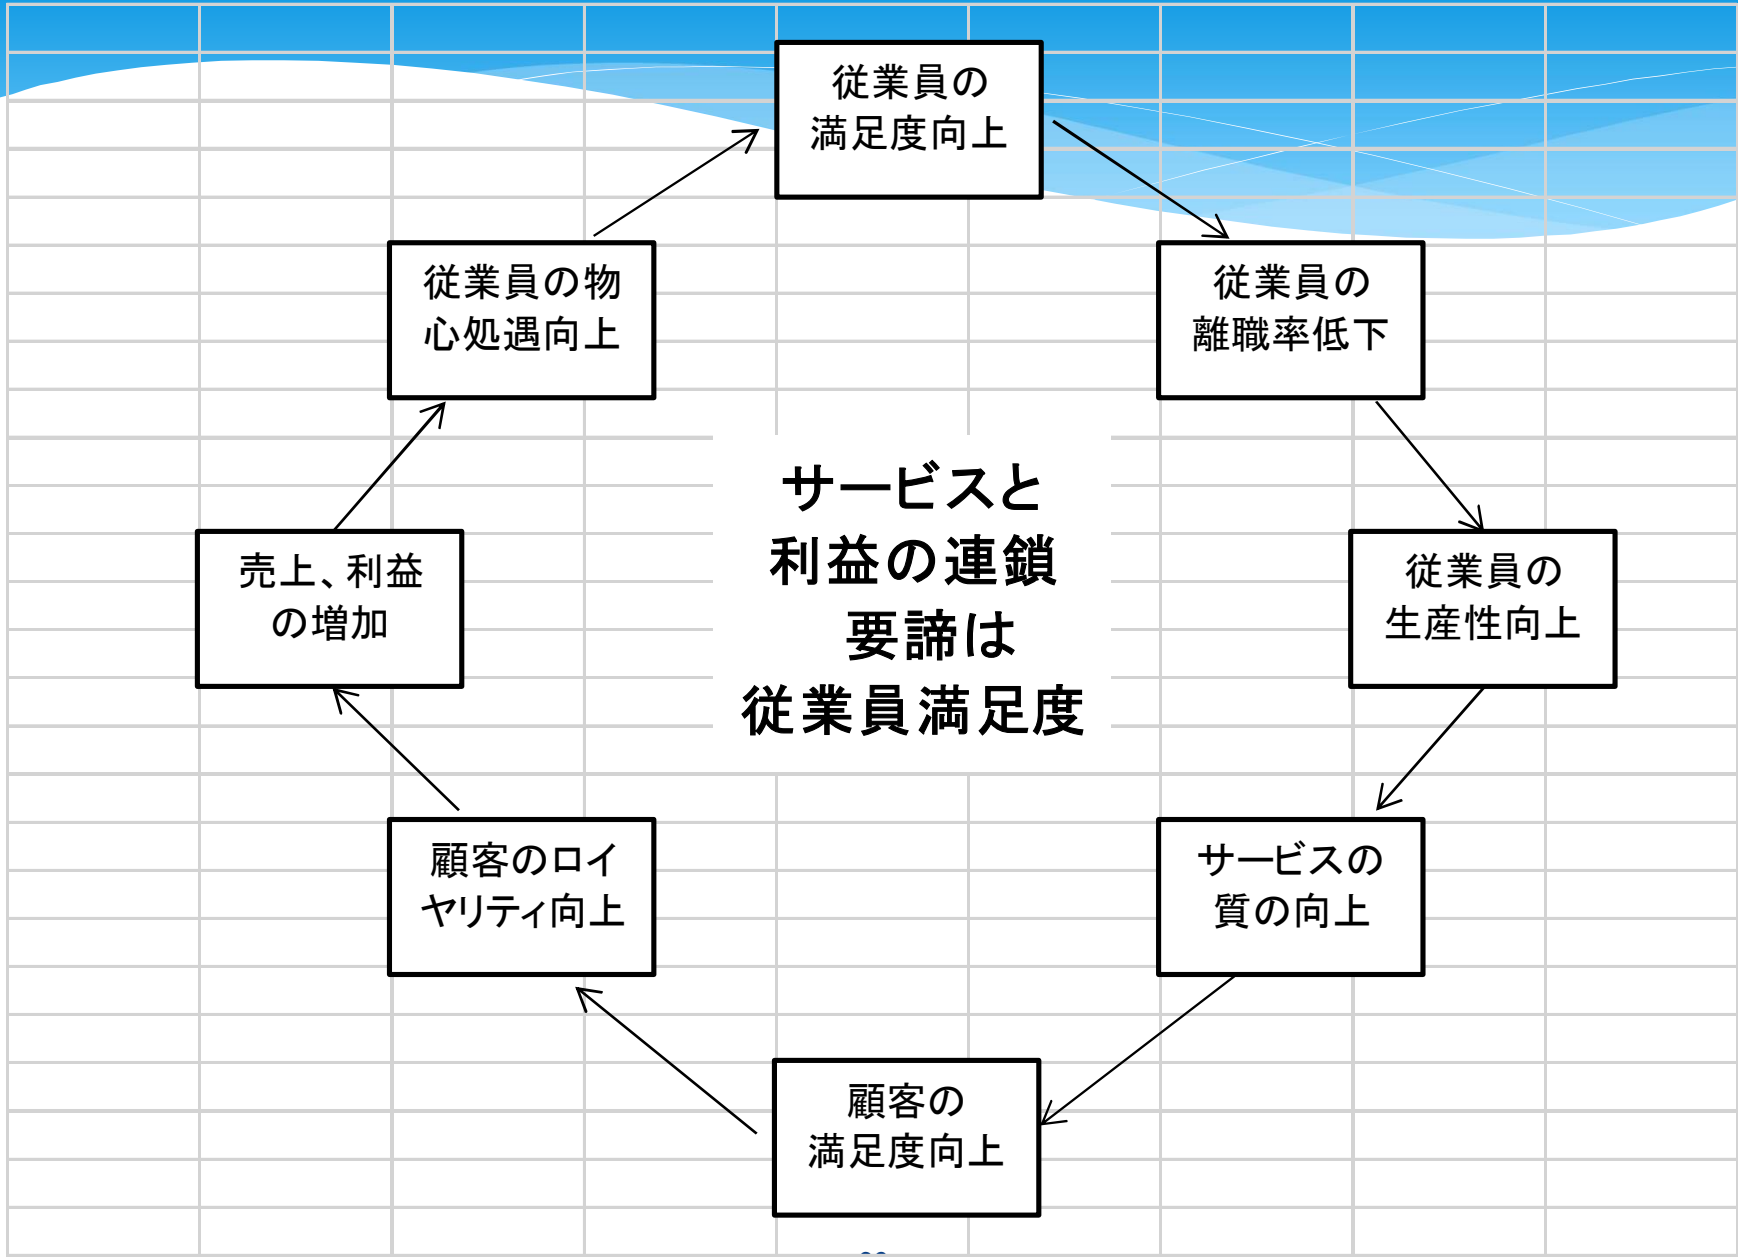 従業員の
満足度向上
従業員の物
心処遇向上
従業員の
離職率低下
サービスと
利益の連鎖
要諦は
従業員満足度
売上、利益
の増加
従業員の
生産性向上
顧客のロイ
ヤリティ向上
サービスの
質の向上
顧客の
満足度向上